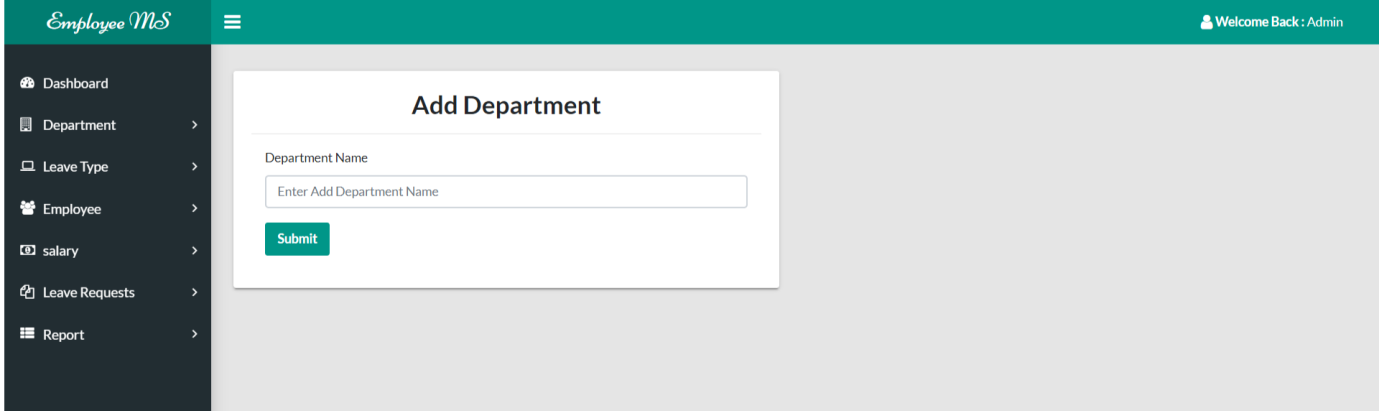 Employee MS
Welcome Back : Admin
Dashboard
Department
Leave Type
Employee
salary
Leave Requests
Report
Add Department
Department Name
Enter Add Department Name
Submit